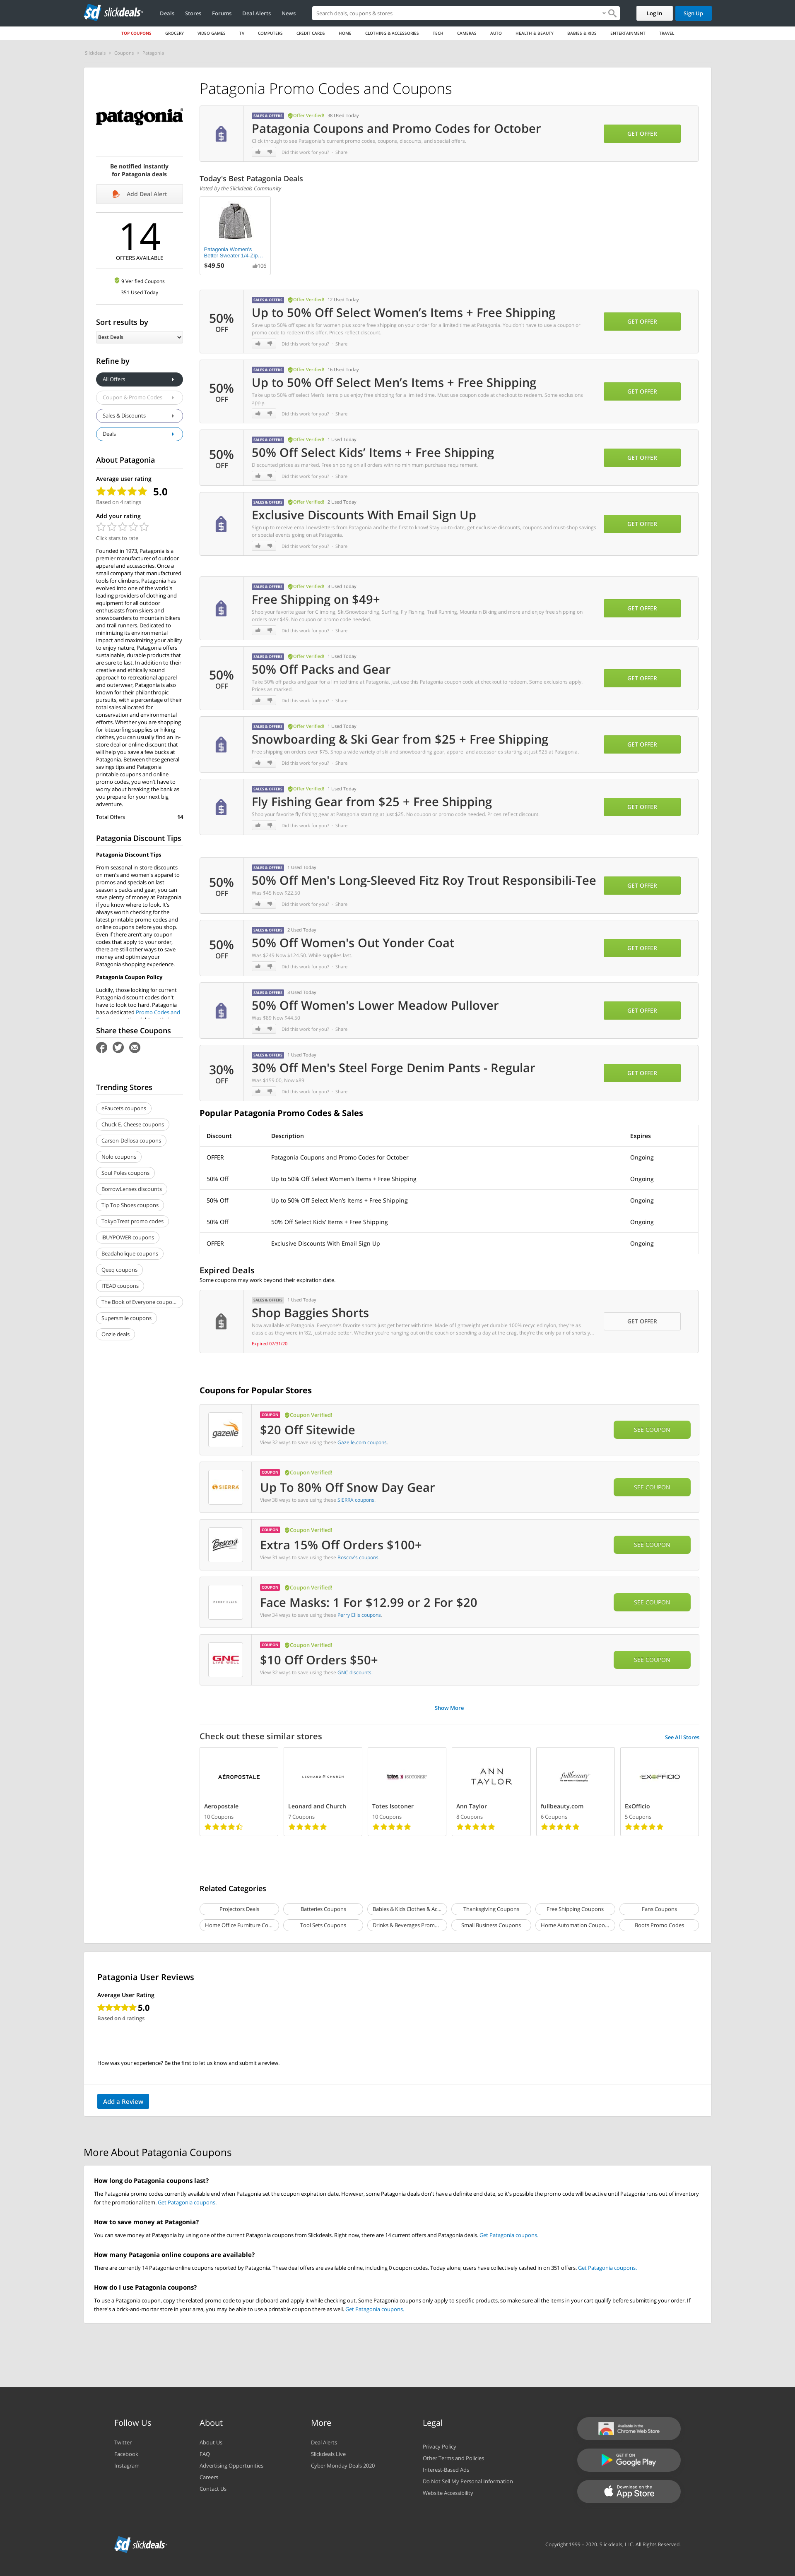 slickdeals
Deals Stores Forums Deal Alerts News
Search deals, coupons & stores
Log In
Sign Up
TOP COUPONS GROCERY VIDEO GAMES TV COMPUTERS CREDIT CARDS HOME CLOTHING & ACCESSORIES TECH CAMERAS AUTO HEALTH & BEAUTY BABIES & KIDS ENTERTAINMENT TRAVEL
Slickdeals > Coupons > Patagonia
patagonia
Be notified instantly
for Patagonia deals
Add Deal Alert
14
OFFERS AVAILABLE
9 Verified Coupons
351 Used Today
Sort results by
Best Deals
Refine by
All Offers
Coupon & Promo Codes
Sales & Discounts
Deals
About Patagonia
Average user rating
5.0
Based on 4 ratings
Add your rating
Click stars to rate
Founded in 1973, Patagonia is a
premier manufacturer of outdoor
apparel and accessories. Once a
small company that manufactured
tools for climbers, Patagonia has
evolved into one of the world's
leading providers of clothing and
equipment for all outdoor
enthusiasts from skiers and
snowboarders to mountain bikers
and trail runners. Dedicated to
minimizing its environmental
impact and maximizing your ability
to enjoy nature, Patagonia offers
sustainable, durable products that
are sure to last. In addition to their
creative and ethically sound
approach to recreational apparel
and outerwear, Patagonia is also
known for their philanthropic
pursuits, with a percentage of their
total sales allocated for
conservation and environmental
efforts. Whether you are shopping
for kitesurfing supplies or hiking
clothes, you can usually find an in-
store deal or online discount that
will help you save a few bucks at
Patagonia. Between these general
savings tips and Patagonia
printable coupons and online
promo codes, you won't have to
worry about breaking the bank as
you prepare for your next big
adventure.
Total Offers 14
Patagonia Discount Tips
Patagonia Discount Tips
From seasonal in-store discounts
on men's and women's apparel to
promos and specials on last
season's packs and gear, you can
save plenty of money at Patagonia
if you know where to look. It's
always worth checking for the
latest printable promo codes and
online coupons before you shop.
Even if there aren't any coupon
codes that apply to your order,
there are still other ways to save
money and optimize your
Patagonia shopping experience.
Patagonia Coupon Policy
Luckily, those looking for current
Patagonia discount codes don't
have to look too hard. Patagonia
has a dedicated Promo Codes and
Share these Coupons
Trending Stores
eFaucets coupons
Chuck E. Cheese coupons
Carson-Dellosa coupons
Nolo coupons
Soul Poles coupons
BorrowLenses discounts
Tip Top Shoes coupons
TokyoTreat promo codes
iBUYPOWER coupons
Beadaholique coupons
Qeeq coupons
ITEAD coupons
The Book of Everyone coupo...
Supersmile coupons
Onzie deals
Patagonia Promo Codes and Coupons
SALES & OFFERS Offer Verified! 38 Used Today
Patagonia Coupons and Promo Codes for October
Click through to see Patagonia's current promo codes, coupons, discounts, and special offers.
Did this work for you? · Share
GET OFFER
Today's Best Patagonia Deals
Voted by the Slickdeals Community
Patagonia Women's
Better Sweater 1/4-Zip...
$49.50 106
50% OFF
SALES & OFFERS Offer Verified! 12 Used Today
Up to 50% Off Select Women's Items + Free Shipping
Save up to 50% off specials for women plus score free shipping on your order for a limited time at Patagonia. You don't have to use a coupon or
promo code to redeem this offer. Prices reflect discount.
Did this work for you? · Share
GET OFFER
50% OFF
SALES & OFFERS Offer Verified! 16 Used Today
Up to 50% Off Select Men's Items + Free Shipping
Take up to 50% off select Men's items plus enjoy free shipping for a limited time. Must use coupon code at checkout to redeem. Some exclusions
apply.
Did this work for you? · Share
GET OFFER
50% OFF
SALES & OFFERS Offer Verified! 1 Used Today
50% Off Select Kids' Items + Free Shipping
Discounted prices as marked. Free shipping on all orders with no minimum purchase requirement.
Did this work for you? · Share
GET OFFER
SALES & OFFERS Offer Verified! 2 Used Today
Exclusive Discounts With Email Sign Up
Sign up to receive email newsletters from Patagonia and be the first to know! Stay up-to-date, get exclusive discounts, coupons and must-shop savings
or special events going on at Patagonia.
Did this work for you? · Share
GET OFFER
SALES & OFFERS Offer Verified! 3 Used Today
Free Shipping on $49+
Shop your favorite gear for Climbing, Ski/Snowboarding, Surfing, Fly Fishing, Trail Running, Mountain Biking and more and enjoy free shipping on
orders over $49. No coupon or promo code needed.
Did this work for you? · Share
GET OFFER
50% OFF
SALES & OFFERS Offer Verified! 1 Used Today
50% Off Packs and Gear
Take 50% off packs and gear for a limited time at Patagonia. Just use this Patagonia coupon code at checkout to redeem. Some exclusions apply.
Prices as marked.
Did this work for you? · Share
GET OFFER
SALES & OFFERS Offer Verified! 1 Used Today
Snowboarding & Ski Gear from $25 + Free Shipping
Free shipping on orders over $75. Shop a wide variety of ski and snowboarding gear, apparel and accessories starting at just $25 at Patagonia.
Did this work for you? · Share
GET OFFER
SALES & OFFERS Offer Verified! 1 Used Today
Fly Fishing Gear from $25 + Free Shipping
Shop your favorite fly fishing gear at Patagonia starting at just $25. No coupon or promo code needed. Prices reflect discount.
Did this work for you? · Share
GET OFFER
50% OFF
SALES & OFFERS 1 Used Today
50% Off Men's Long-Sleeved Fitz Roy Trout Responsibili-Tee
Was $45 Now $22.50
Did this work for you? · Share
GET OFFER
50% OFF
SALES & OFFERS 2 Used Today
50% Off Women's Out Yonder Coat
Was $249 Now $124.50. While supplies last.
Did this work for you? · Share
GET OFFER
SALES & OFFERS 3 Used Today
50% Off Women's Lower Meadow Pullover
Was $89 Now $44.50
Did this work for you? · Share
GET OFFER
30% OFF
SALES & OFFERS 1 Used Today
30% Off Men's Steel Forge Denim Pants - Regular
Was $159.00, Now $89
Did this work for you? · Share
GET OFFER
Popular Patagonia Promo Codes & Sales
Discount Description Expires
OFFER Patagonia Coupons and Promo Codes for October Ongoing
50% Off Up to 50% Off Select Women's Items + Free Shipping Ongoing
50% Off Up to 50% Off Select Men's Items + Free Shipping Ongoing
50% Off 50% Off Select Kids' Items + Free Shipping Ongoing
OFFER Exclusive Discounts With Email Sign Up Ongoing
Expired Deals
Some coupons may work beyond their expiration date.
SALES & OFFERS 1 Used Today
Shop Baggies Shorts
Now available at Patagonia. Everyone's favorite shorts just get better with time. Made of lightweight yet durable 100% recycled nylon, they're as
classic as they were in '82, just made better. Whether you're hanging out on the couch or spending a day at the crag, they're the only pair of shorts y...
Expired 07/31/20
GET OFFER
Coupons for Popular Stores
gazelle
COUPON Coupon Verified!
$20 Off Sitewide
View 32 ways to save using these Gazelle.com coupons.
SEE COUPON
SIERRA
COUPON Coupon Verified!
Up To 80% Off Snow Day Gear
View 38 ways to save using these SIERRA coupons.
SEE COUPON
Boscov's
COUPON Coupon Verified!
Extra 15% Off Orders $100+
View 31 ways to save using these Boscov's coupons.
SEE COUPON
PERRY ELLIS
COUPON Coupon Verified!
Face Masks: 1 For $12.99 or 2 For $20
View 34 ways to save using these Perry Ellis coupons.
SEE COUPON
GNC LIVE WELL
COUPON Coupon Verified!
$10 Off Orders $50+
View 32 ways to save using these GNC discounts.
SEE COUPON
Show More
Check out these similar stores
See All Stores
AÉROPOSTALE
Aeropostale
10 Coupons
LEONARD & CHURCH
Leonard and Church
7 Coupons
totes isotoner
Totes Isotoner
10 Coupons
ANN TAYLOR
Ann Taylor
8 Coupons
fullbeauty
fullbeauty.com
6 Coupons
EXOFFICIO
ExOfficio
5 Coupons
Related Categories
Projectors Deals Batteries Coupons Babies & Kids Clothes & Ac... Thanksgiving Coupons Free Shipping Coupons Fans Coupons
Home Office Furniture Co... Tool Sets Coupons Drinks & Beverages Prom... Small Business Coupons Home Automation Coupo... Boots Promo Codes
Patagonia User Reviews
Average User Rating
5.0
Based on 4 ratings
How was your experience? Be the first to let us know and submit a review.
Add a Review
More About Patagonia Coupons
How long do Patagonia coupons last?
The Patagonia promo codes currently available end when Patagonia set the coupon expiration date. However, some Patagonia deals don't have a definite end date, so it's possible the promo code will be active until Patagonia runs out of inventory
for the promotional item. Get Patagonia coupons.
How to save money at Patagonia?
You can save money at Patagonia by using one of the current Patagonia coupons from Slickdeals. Right now, there are 14 current offers and Patagonia deals. Get Patagonia coupons.
How many Patagonia online coupons are available?
There are currently 14 Patagonia online coupons reported by Patagonia. These deal offers are available online, including 0 coupon codes. Today alone, users have collectively cashed in on 351 offers. Get Patagonia coupons.
How do I use Patagonia coupons?
To use a Patagonia coupon, copy the related promo code to your clipboard and apply it while checking out. Some Patagonia coupons only apply to specific products, so make sure all the items in your cart qualify before submitting your order. If
there's a brick-and-mortar store in your area, you may be able to use a printable coupon there as well. Get Patagonia coupons.
Follow Us
Twitter
Facebook
Instagram
About
About Us
FAQ
Advertising Opportunities
Careers
Contact Us
More
Deal Alerts
Slickdeals Live
Cyber Monday Deals 2020
Legal
Privacy Policy
Other Terms and Policies
Interest-Based Ads
Do Not Sell My Personal Information
Website Accessibility
Available in the
Chrome Web Store
GET IT ON
Google Play
Download on the
App Store
slickdeals
Copyright 1999 – 2020. Slickdeals, LLC. All Rights Reserved.